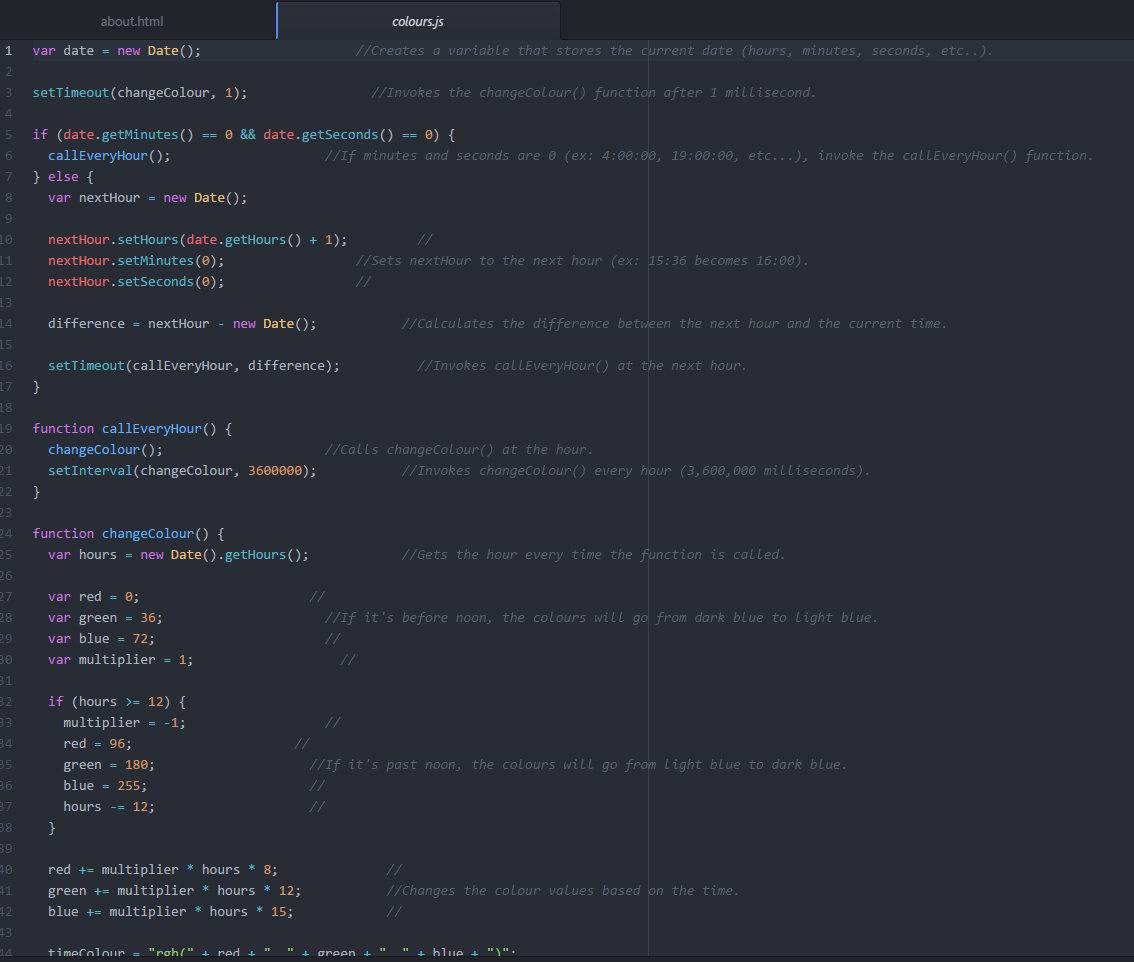 about.html
colours.js
1 var date = new Date(); //Creates a variable that stores the current date (hours, minutes, seconds, etc..).
2
3 setTimeout(changeColour, 1); //Invokes the changeColour() function after 1 millisecond.
4
5 if (date.getMinutes() == 0 && date.getSeconds() == 0) {
6 callEveryHour(); //If minutes and seconds are 0 (ex: 4:00:00, 19:00:00, etc...), invoke the callEveryHour() function.
7 } else {
8 var nextHour = new Date();
9
10 nextHour.setHours(date.getHours() + 1); //
11 nextHour.setMinutes(0); //Sets nextHour to the next hour (ex: 15:36 becomes 16:00).
12 nextHour.setSeconds(0); //
13
14 difference = nextHour - new Date(); //Calculates the difference between the next hour and the current time.
15
16 setTimeout(callEveryHour, difference); //Invokes callEveryHour() at the next hour.
17 }
18
19 function callEveryHour() {
20 changeColour(); //Calls changeColour() at the hour.
21 setInterval(changeColour, 3600000); //Invokes changeColour() every hour (3,600,000 milliseconds).
22 }
23
24 function changeColour() {
25 var hours = new Date().getHours(); //Gets the hour every time the function is called.
26
27 var red = 0; //
28 var green = 36; //If it's before noon, the colours will go from dark blue to light blue.
29 var blue = 72; //
30 var multiplier = 1; //
31
32 if (hours >= 12) {
33 multiplier = -1; //
34 red = 96; //
35 green = 180; //If it's past noon, the colours will go from light blue to dark blue.
36 blue = 255; //
37 hours -= 12; //
38 }
39
40 red += multiplier * hours * 8; //
41 green += multiplier * hours * 12; //Changes the colour values based on the time.
42 blue += multiplier * hours * 15; //
43
44 timeColour = "rgb(" + red + ", " + green + ", " + blue + ")";